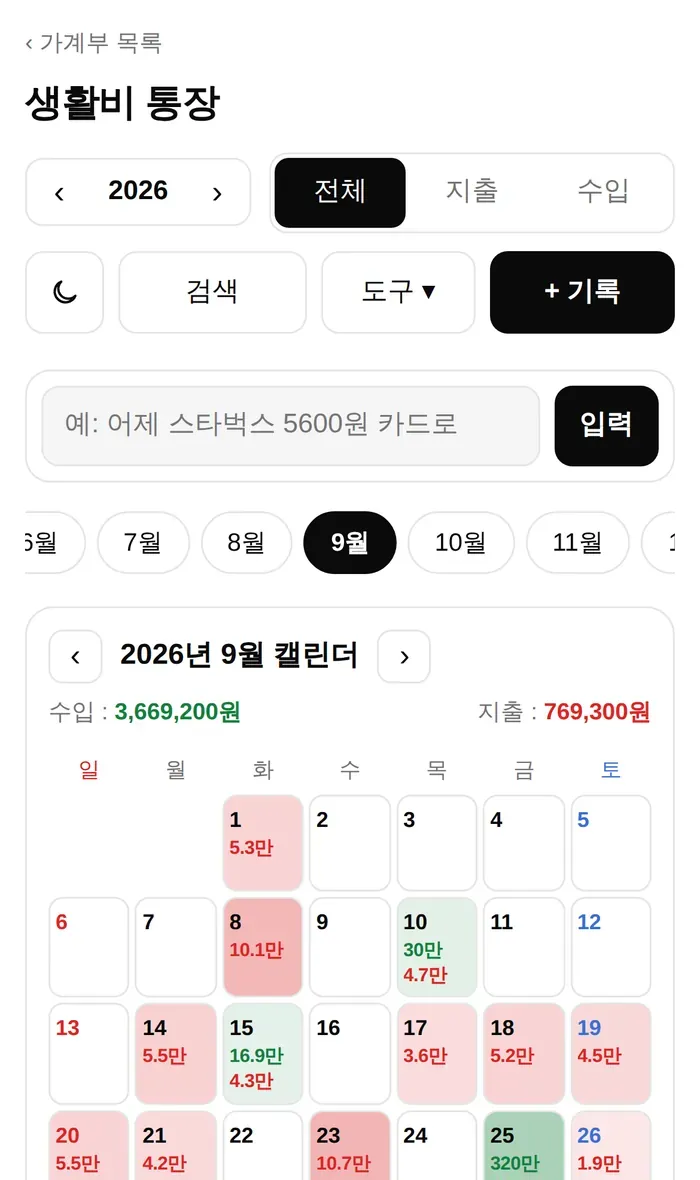 ‹ 가계부 목록
생활비 통장
‹ 2026 › 전체 지출 수입
검색 도구 ▾ + 기록
예: 어제 스타벅스 5600원 카드로 입력
6월 7월 8월 9월 10월 11월
‹ 2026년 9월 캘린더 ›
수입 : 3,669,200원 지출 : 769,300원
일 월 화 수 목 금 토
1 2 3 4 5
5.3만
6 7 8 9 10 11 12
10.1만 30만
4.7만
13 14 15 16 17 18 19
5.5만 16.9만 3.6만 5.2만 4.5만
4.3만
20 21 22 23 24 25 26
5.5만 4.2만 10.7만 320만 1.9만